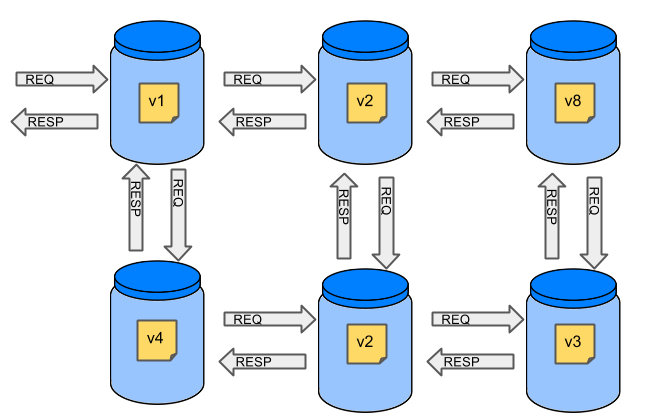 REQ
v1
REQ
v2
REQ
v8
RESP
RESP
RESP
RESP
REQ
RESP
REQ
RESP
REQ
REQ
REQ
v4
v2
v3
RESP
RESP